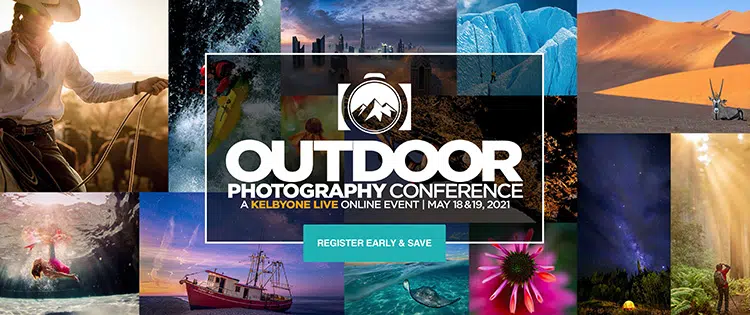 OUTDOOR
PHOTOGRAPHY CONFERENCE
A KELBYONE LIVE ONLINE EVENT | MAY 18 & 19, 2021
REGISTER EARLY & SAVE